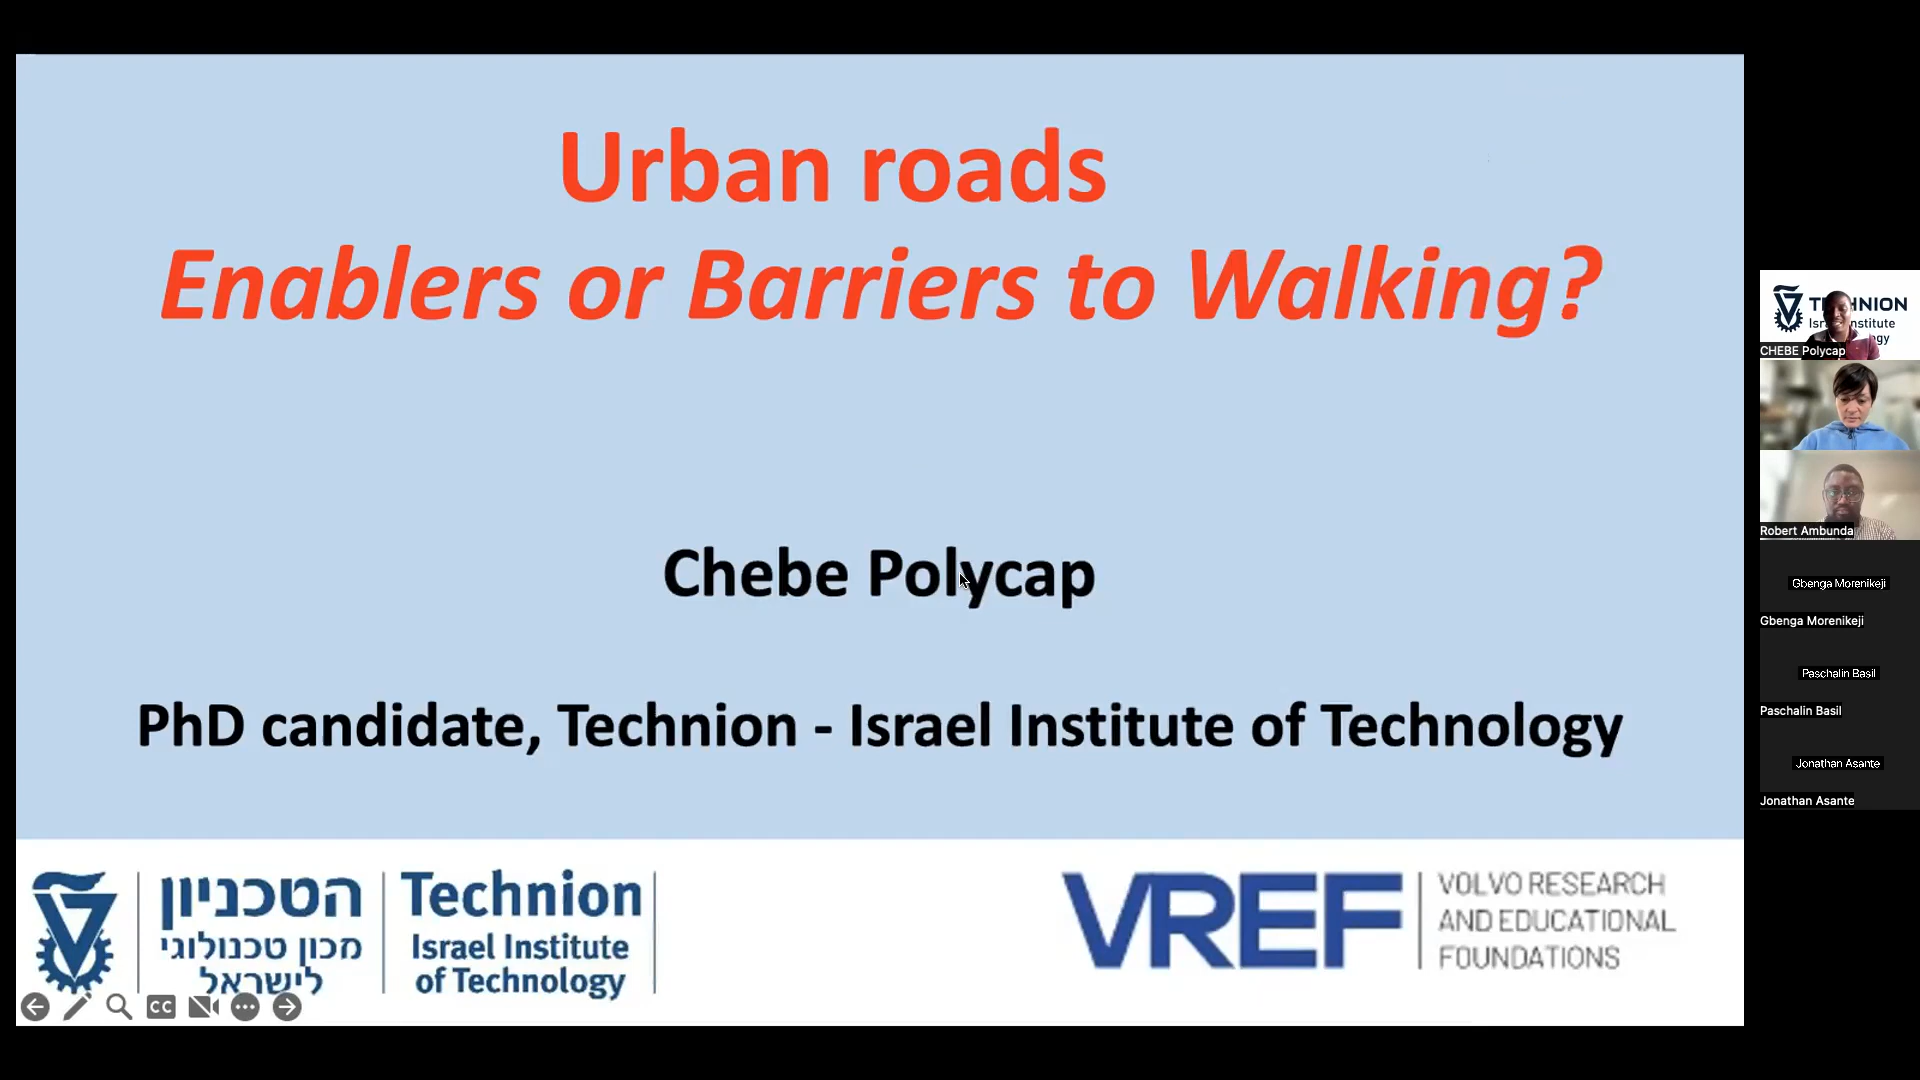 Urban roads
Enablers or Barriers to Walking?
Chebe Polycap
PhD candidate, Technion - Israel Institute of Technology
הטכניון
מכון טכנולוגי
לישראל
Technion
Israel Institute
of Technology
VREF
VOLVO RESEARCH
AND EDUCATIONAL
FOUNDATIONS
CC
CHEBE Polycap
Robert Ambunda
Gbenga Morenikeji
Gbenga Morenikeji
Paschalin Basil
Paschalin Basil
Jonathan Asante
Jonathan Asante